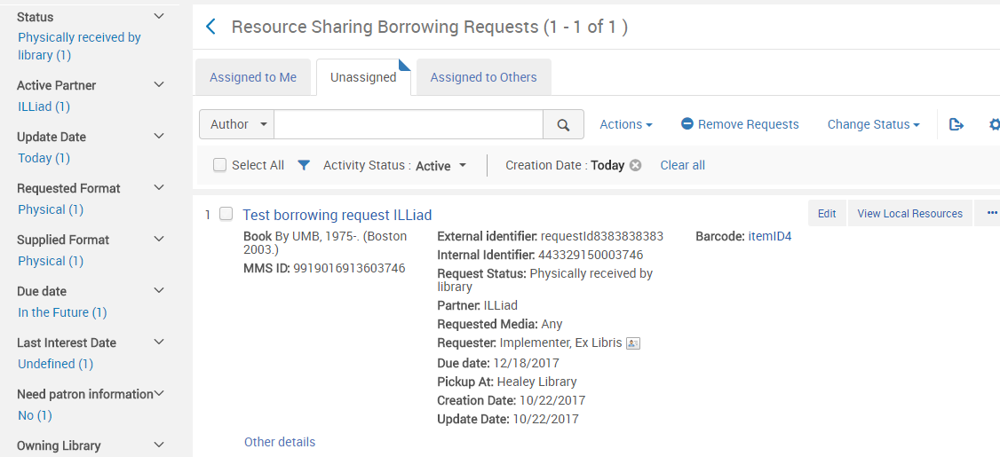 Status
Physically received by
library (1)
Active Partner
ILLiad (1)
Update Date
Today (1)
Requested Format
Physical (1)
Supplied Format
Physical (1)
Due date
In the Future (1)
Last Interest Date
Undefined (1)
Need patron information
No (1)
Owning Library
Resource Sharing Borrowing Requests (1 - 1 of 1 )
Assigned to Me Unassigned Assigned to Others
Author Actions Remove Requests Change Status
Select All Activity Status : Active Creation Date : Today Clear all
1 Test borrowing request ILLiad Edit View Local Resources
Book By UMB, 1975-. (Boston
2003.)
MMS ID: 9919016913603746
External identifier: requestId8383838383
Internal Identifier: 443329150003746
Request Status: Physically received by
library
Partner: ILLiad
Requested Media: Any
Requester: Implementer, Ex Libris
Due date: 12/18/2017
Pickup At: Healey Library
Creation Date: 10/22/2017
Update Date: 10/22/2017
Barcode: itemID4
Other details